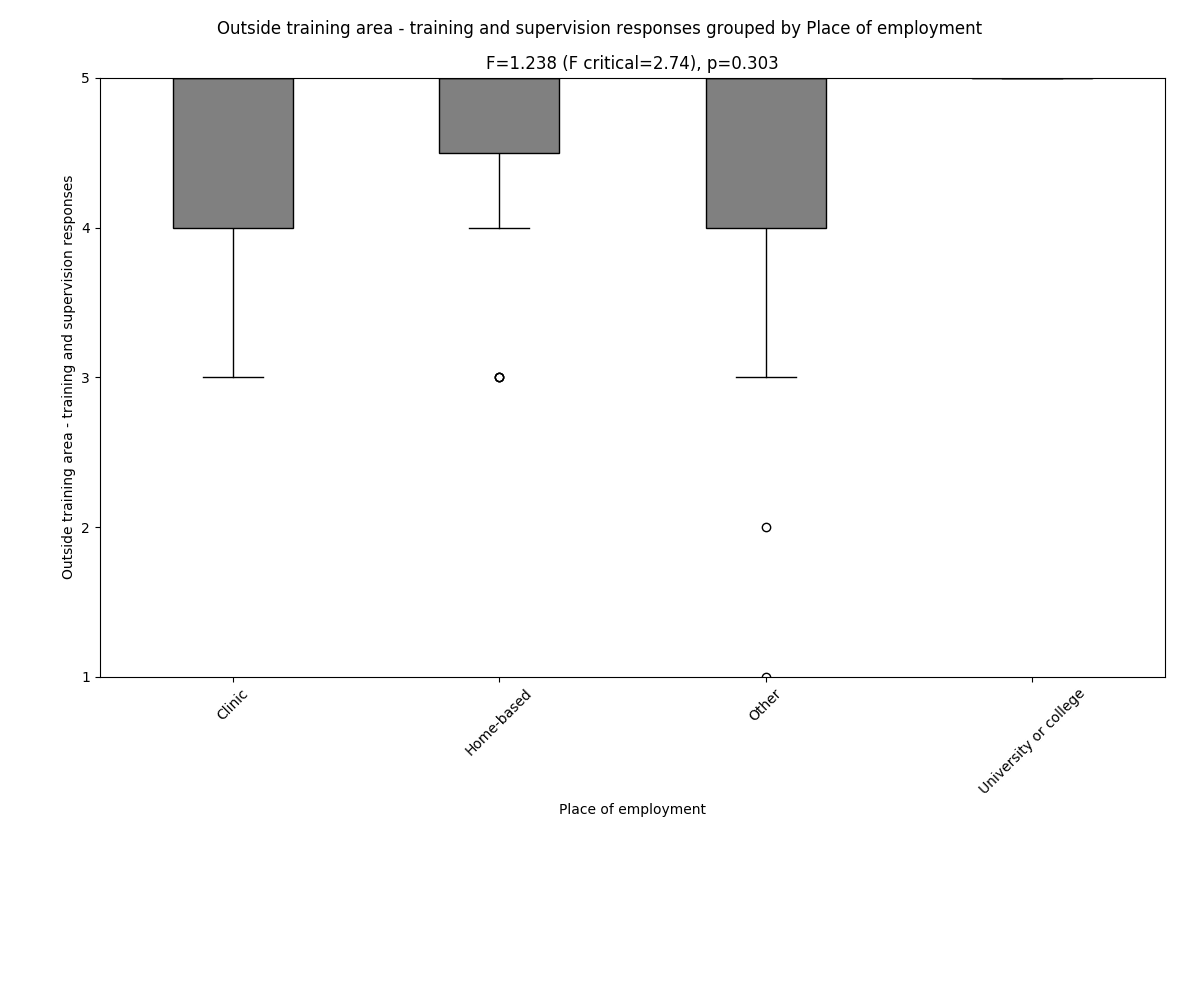 Outside training area - training and supervision responses grouped by Place of employment
F=1.238 (F critical=2.74), p=0.303
Outside training area - training and supervision responses
5
4
3
2
1
Clinic
Home-based
Other
University or college
Place of employment